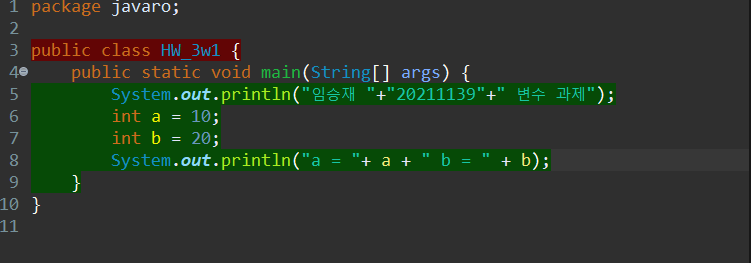 1 package javaro;
2
3 public class HW_3w1 {
4 public static void main(String[] args) {
5 System.out.println("임승재 "+"20211139"+" 변수 과제");
6 int a = 10;
7 int b = 20;
8 System.out.println("a = "+ a + " b = " + b);
9 }
10 }
11